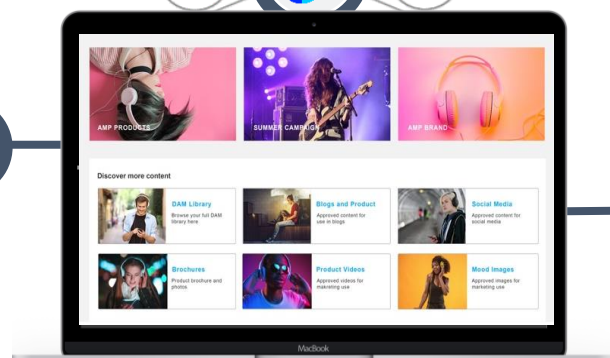 AMP PRODUCTS
SUMMER CAMPAIGN
AMP BRAND
Discover more content
DAM Library
Browse your full DAM
library here
Blogs and Product
Approved content for
use in blogs
Social Media
Approved content for
social media
Brochures
Product brochure and
photos
Product Videos
Approved videos for
makreting use
Mood Images
Approved images for
marketing use
MacBook